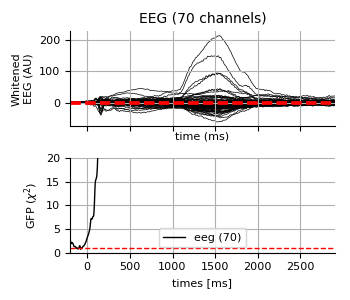 EEG (70 channels)
Whitened
EEG (AU)
200
100
0
time (ms)
GFP (χ²)
20
15
10
5
0
eeg (70)
0 500 1000 1500 2000 2500
times [ms]